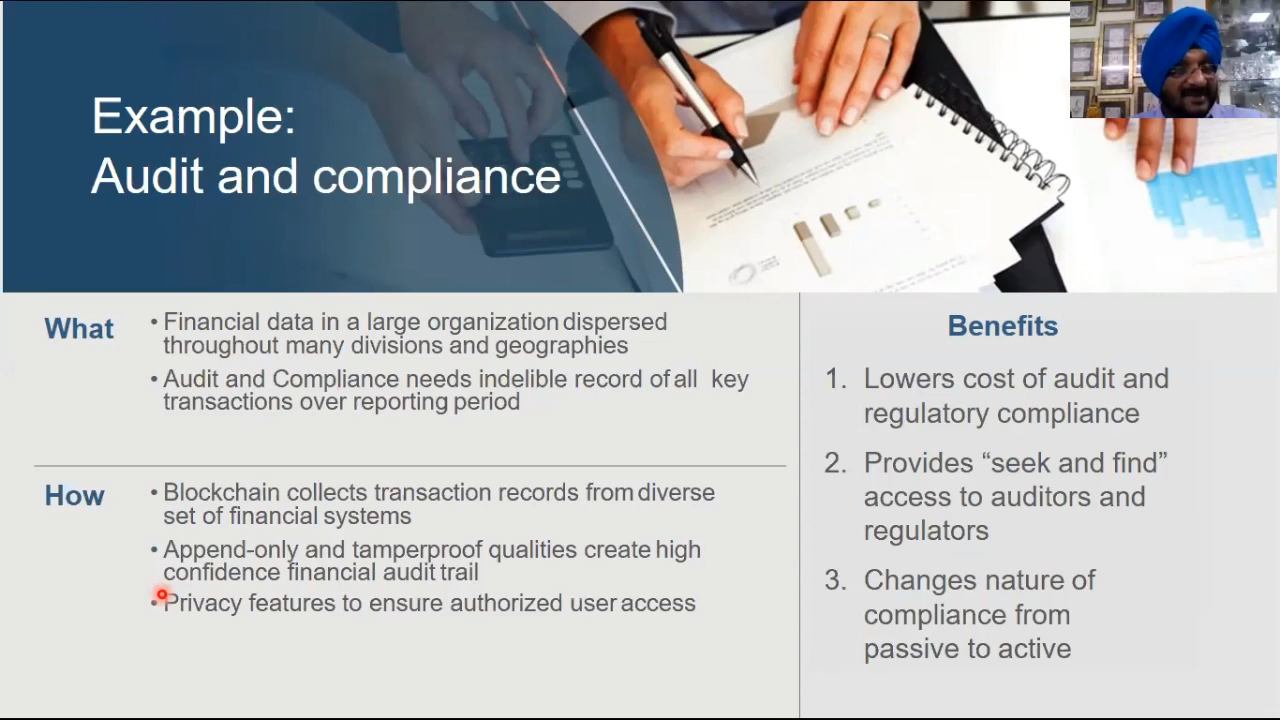 Example:
Audit and compliance
What
• Financial data in a large organization dispersed
throughout many divisions and geographies
• Audit and Compliance needs indelible record of all key
transactions over reporting period
How
• Blockchain collects transaction records from diverse
set of financial systems
• Append-only and tamperproof qualities create high
confidence financial audit trail
• Privacy features to ensure authorized user access
Benefits
1. Lowers cost of audit and
regulatory compliance
2. Provides “seek and find”
access to auditors and
regulators
3. Changes nature of
compliance from
passive to active